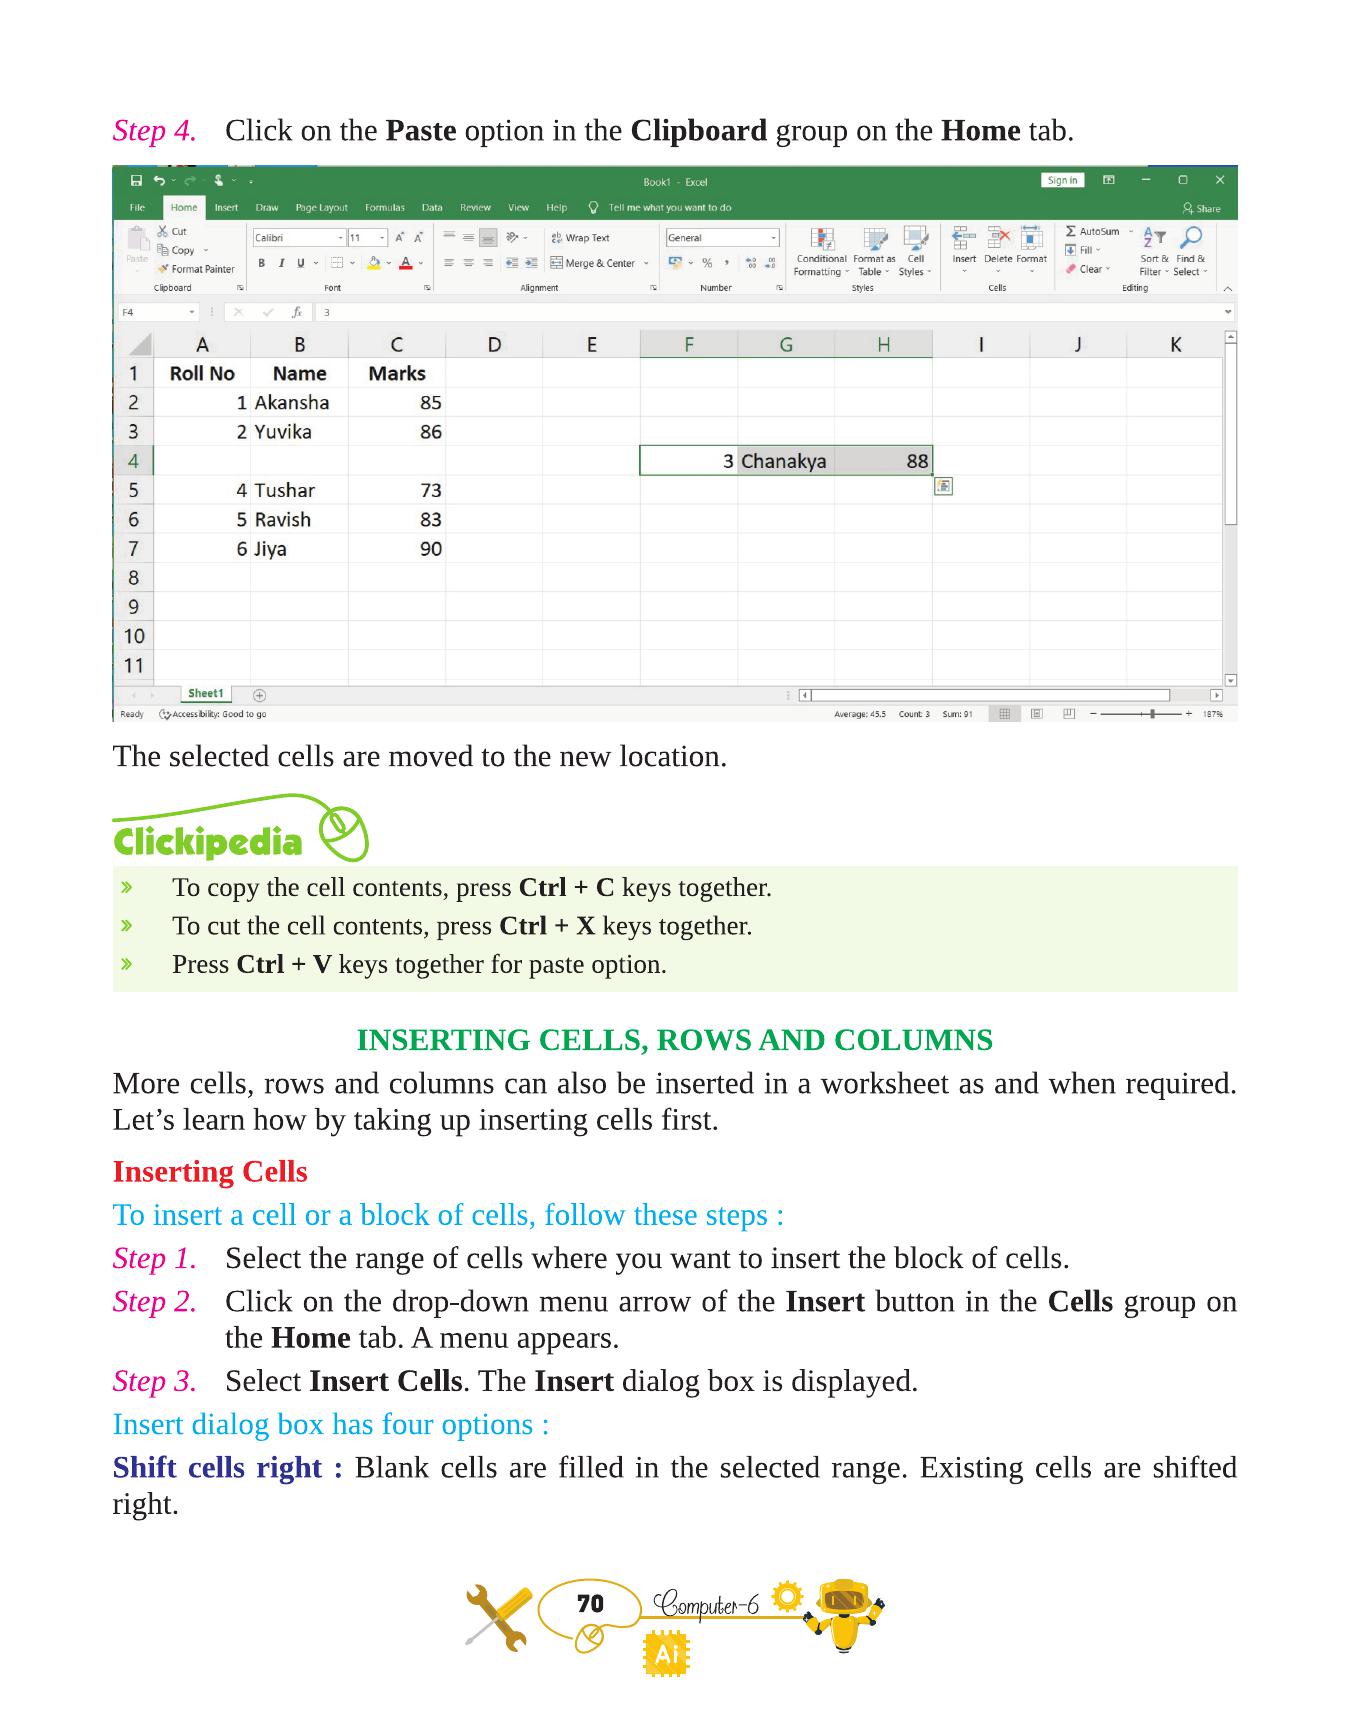 Step 4. Click on the Paste option in the Clipboard group on the Home tab.
Book1 - Excel
Sign in
File Home Insert Draw Page Layout Formulas Data Review View Help Tell me what you want to do
Share
Paste
Cut
Copy
Format Painter
Clipboard
Calibri 11
B I U
Font
Wrap Text
Merge & Center
Alignment
General
%
Number
Conditional Formatting
Format as Table
Cell Styles
Styles
Insert Delete Format
Cells
AutoSum
Fill
Clear
Sort & Filter
Find & Select
Editing
F4 fx 3
A B C D E F G H I J K
1 Roll No Name Marks
2 1 Akansha 85
3 2 Yuvika 86
4 3 Chanakya 88
5 4 Tushar 73
6 5 Ravish 83
7 6 Jiya 90
8
9
10
11
Sheet1
Ready Accessibility: Good to go Average: 45.5 Count: 3 Sum: 91 187%
The selected cells are moved to the new location.
Clickipedia
To copy the cell contents, press Ctrl + C keys together.
To cut the cell contents, press Ctrl + X keys together.
Press Ctrl + V keys together for paste option.
INSERTING CELLS, ROWS AND COLUMNS
More cells, rows and columns can also be inserted in a worksheet as and when required.
Let’s learn how by taking up inserting cells first.
Inserting Cells
To insert a cell or a block of cells, follow these steps :
Step 1. Select the range of cells where you want to insert the block of cells.
Step 2. Click on the drop-down menu arrow of the Insert button in the Cells group on
the Home tab. A menu appears.
Step 3. Select Insert Cells. The Insert dialog box is displayed.
Insert dialog box has four options :
Shift cells right : Blank cells are filled in the selected range. Existing cells are shifted
right.
70 Computer-6
Ai